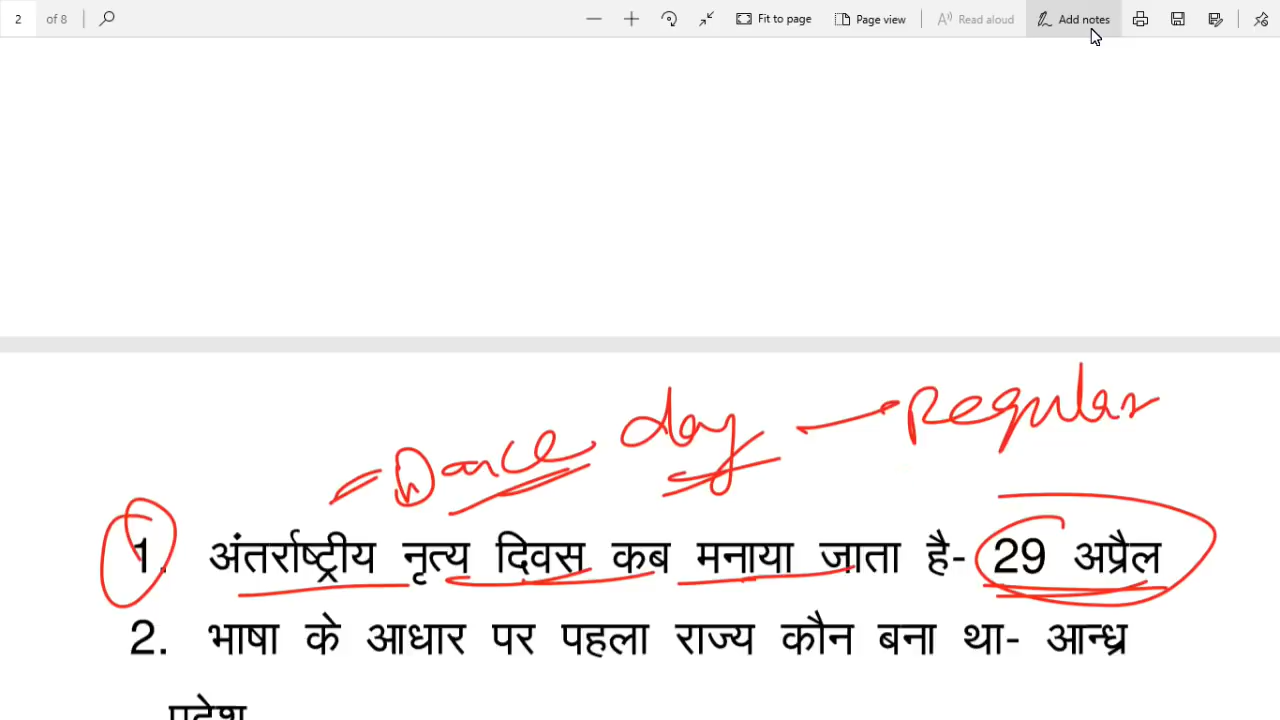 2 of 8 Fit to page Page view Read aloud Add notes
Dance day Regular
1. अंतर्राष्ट्रीय नृत्य दिवस कब मनाया जाता है- 29 अप्रैल
2. भाषा के आधार पर पहला राज्य कौन बना था- आन्ध्र
प्रदेश